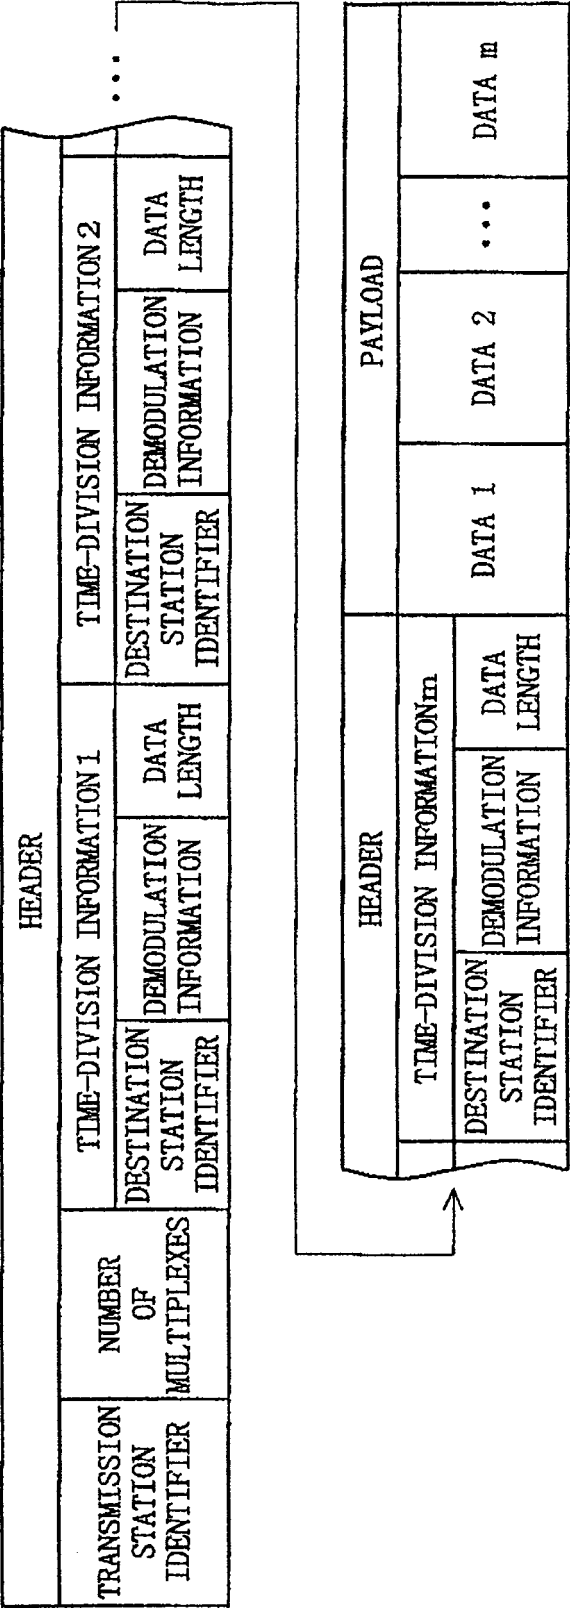 HEADER
TRANSMISSION
STATION
IDENTIFIER
NUMBER
OF
MULTIPLEXES
TIME-DIVISION INFORMATION 1
DESTINATION
STATION
IDENTIFIER
DEMODULATION
INFORMATION
DATA
LENGTH
TIME-DIVISION INFORMATION 2
DESTINATION
STATION
IDENTIFIER
DEMODULATION
INFORMATION
DATA
LENGTH
...
HEADER
TIME-DIVISION INFORMATIONm
DESTINATION
STATION
IDENTIFIER
DEMODULATION
INFORMATION
DATA
LENGTH
PAYLOAD
DATA 1
DATA 2
...
DATA m